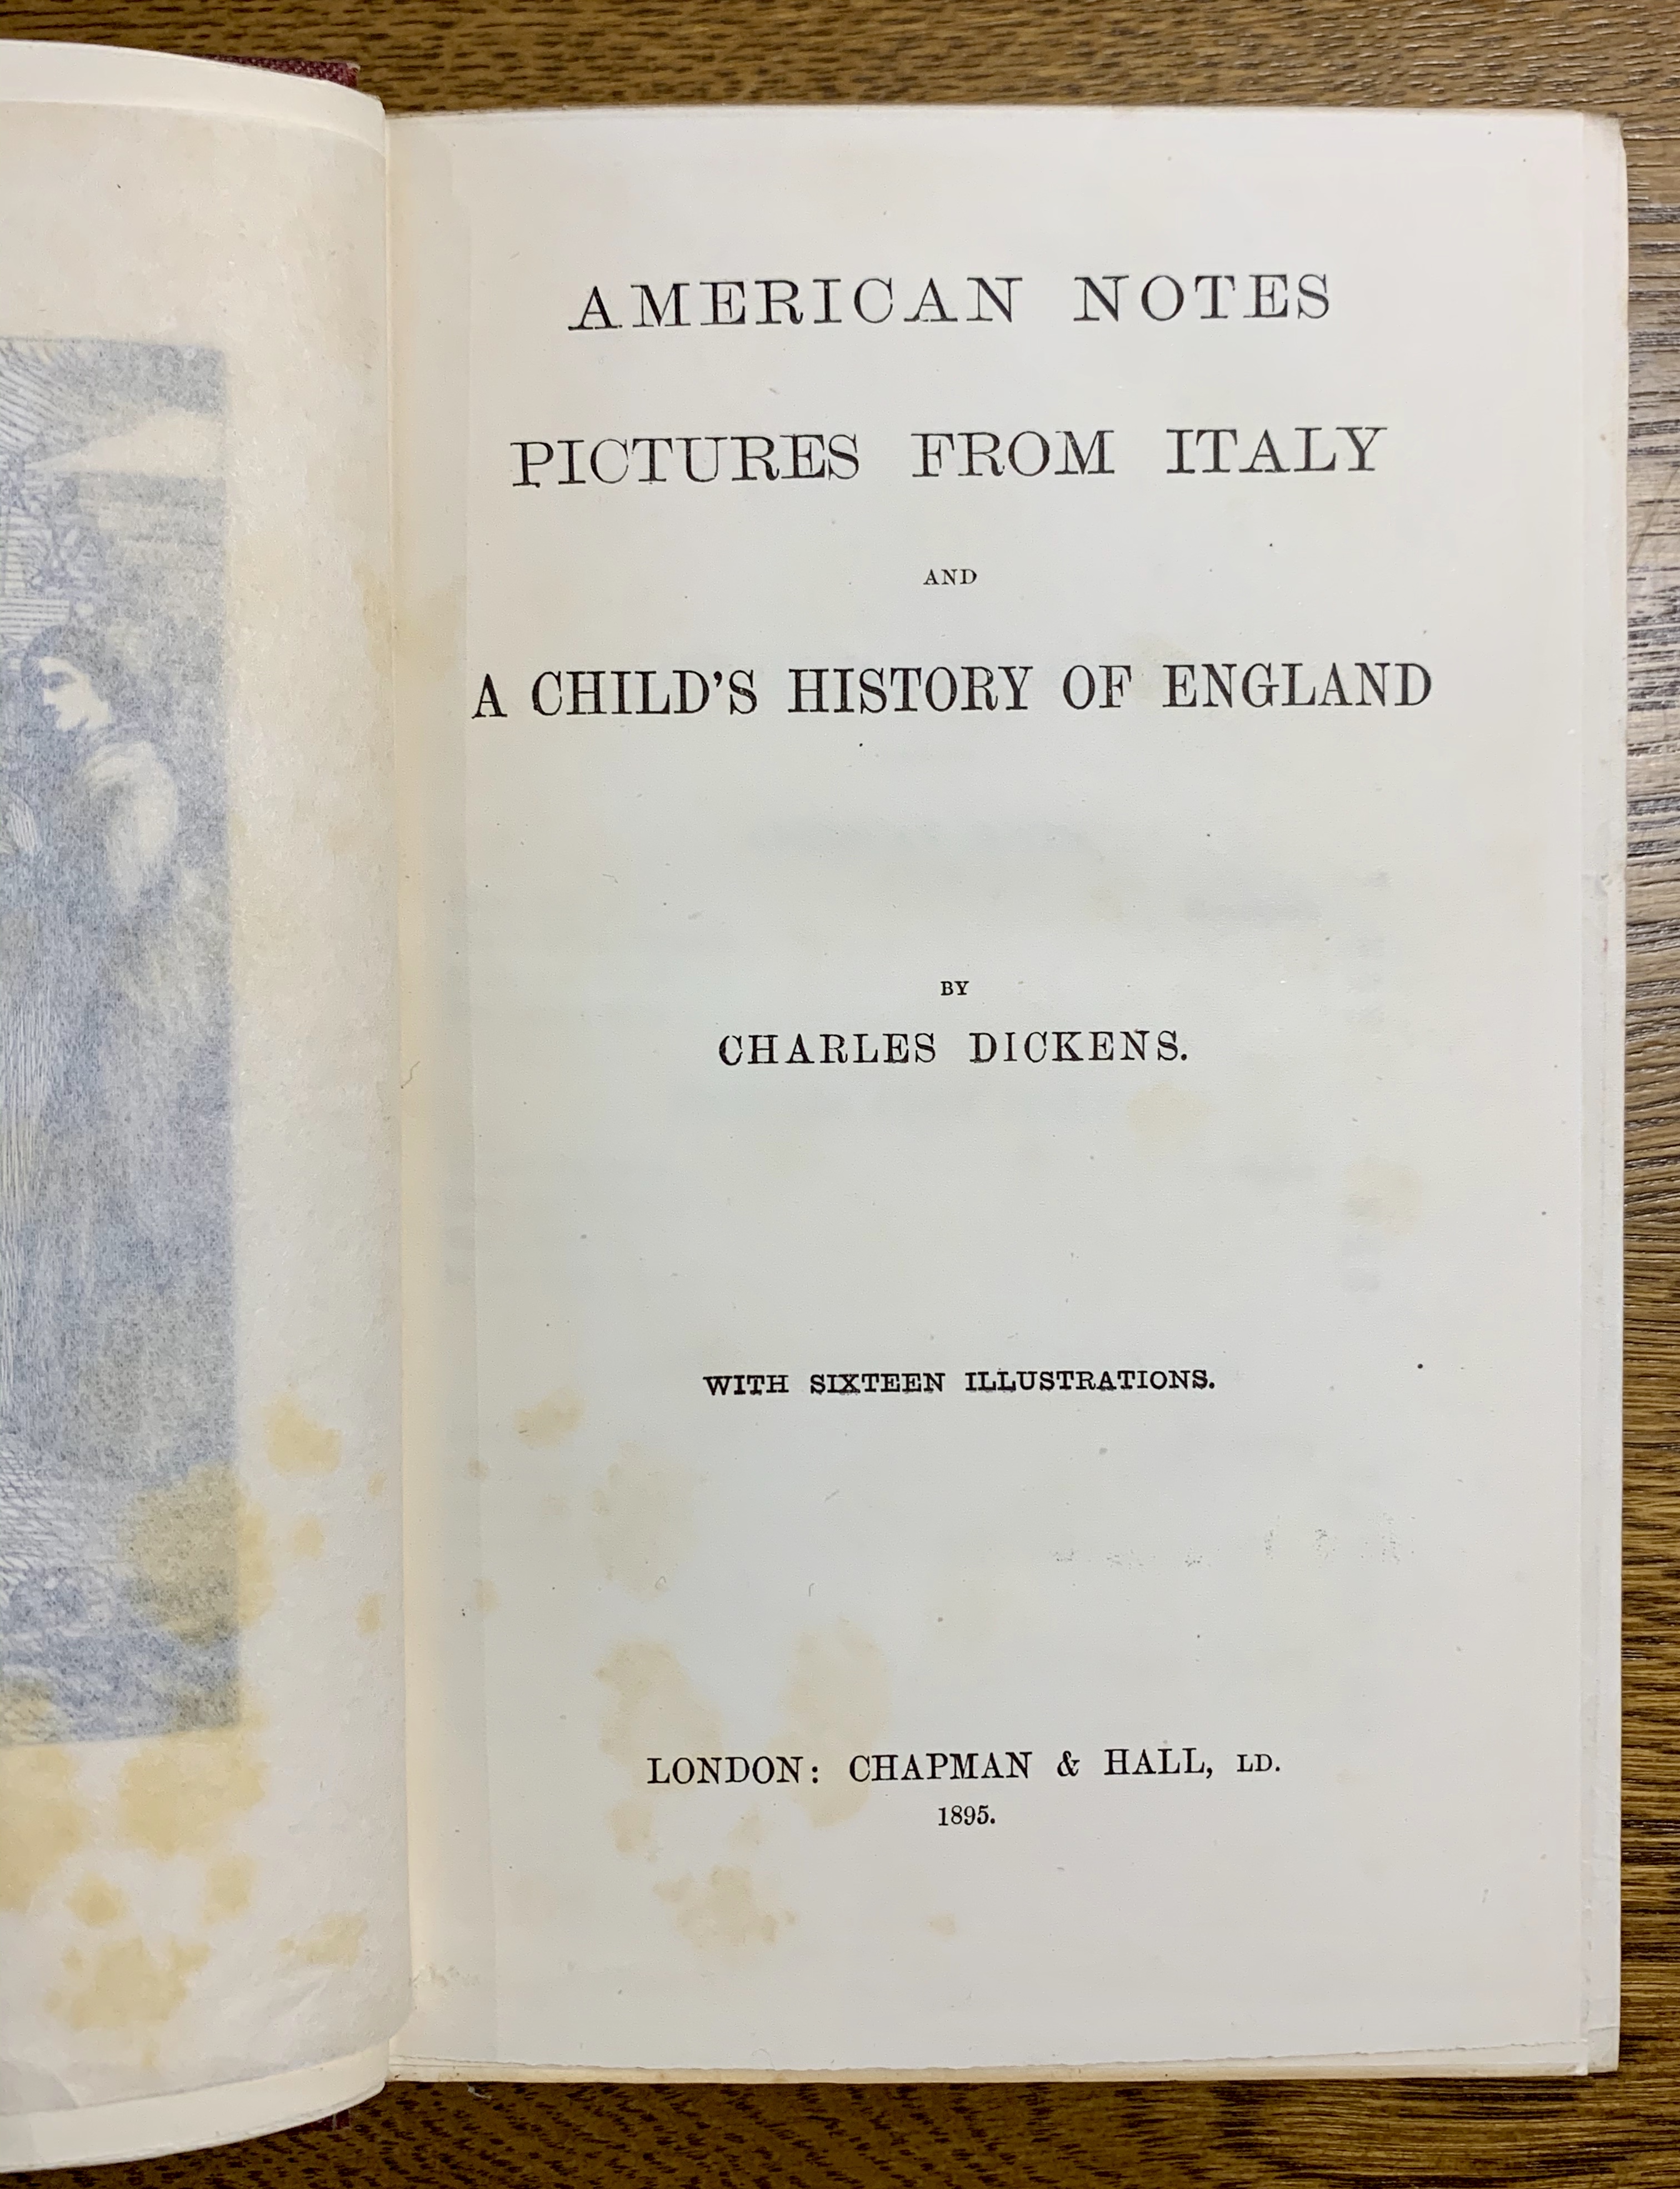 AMERICAN NOTES
PICTURES FROM ITALY
AND
A CHILD'S HISTORY OF ENGLAND
BY
CHARLES DICKENS.
WITH SIXTEEN ILLUSTRATIONS.
LONDON: CHAPMAN & HALL, LD.
1895.